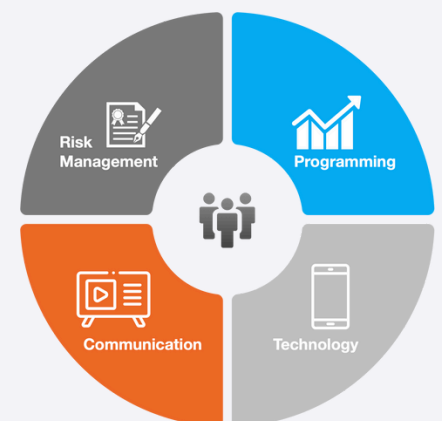 Risk
Management
Programming
Communication
Technology